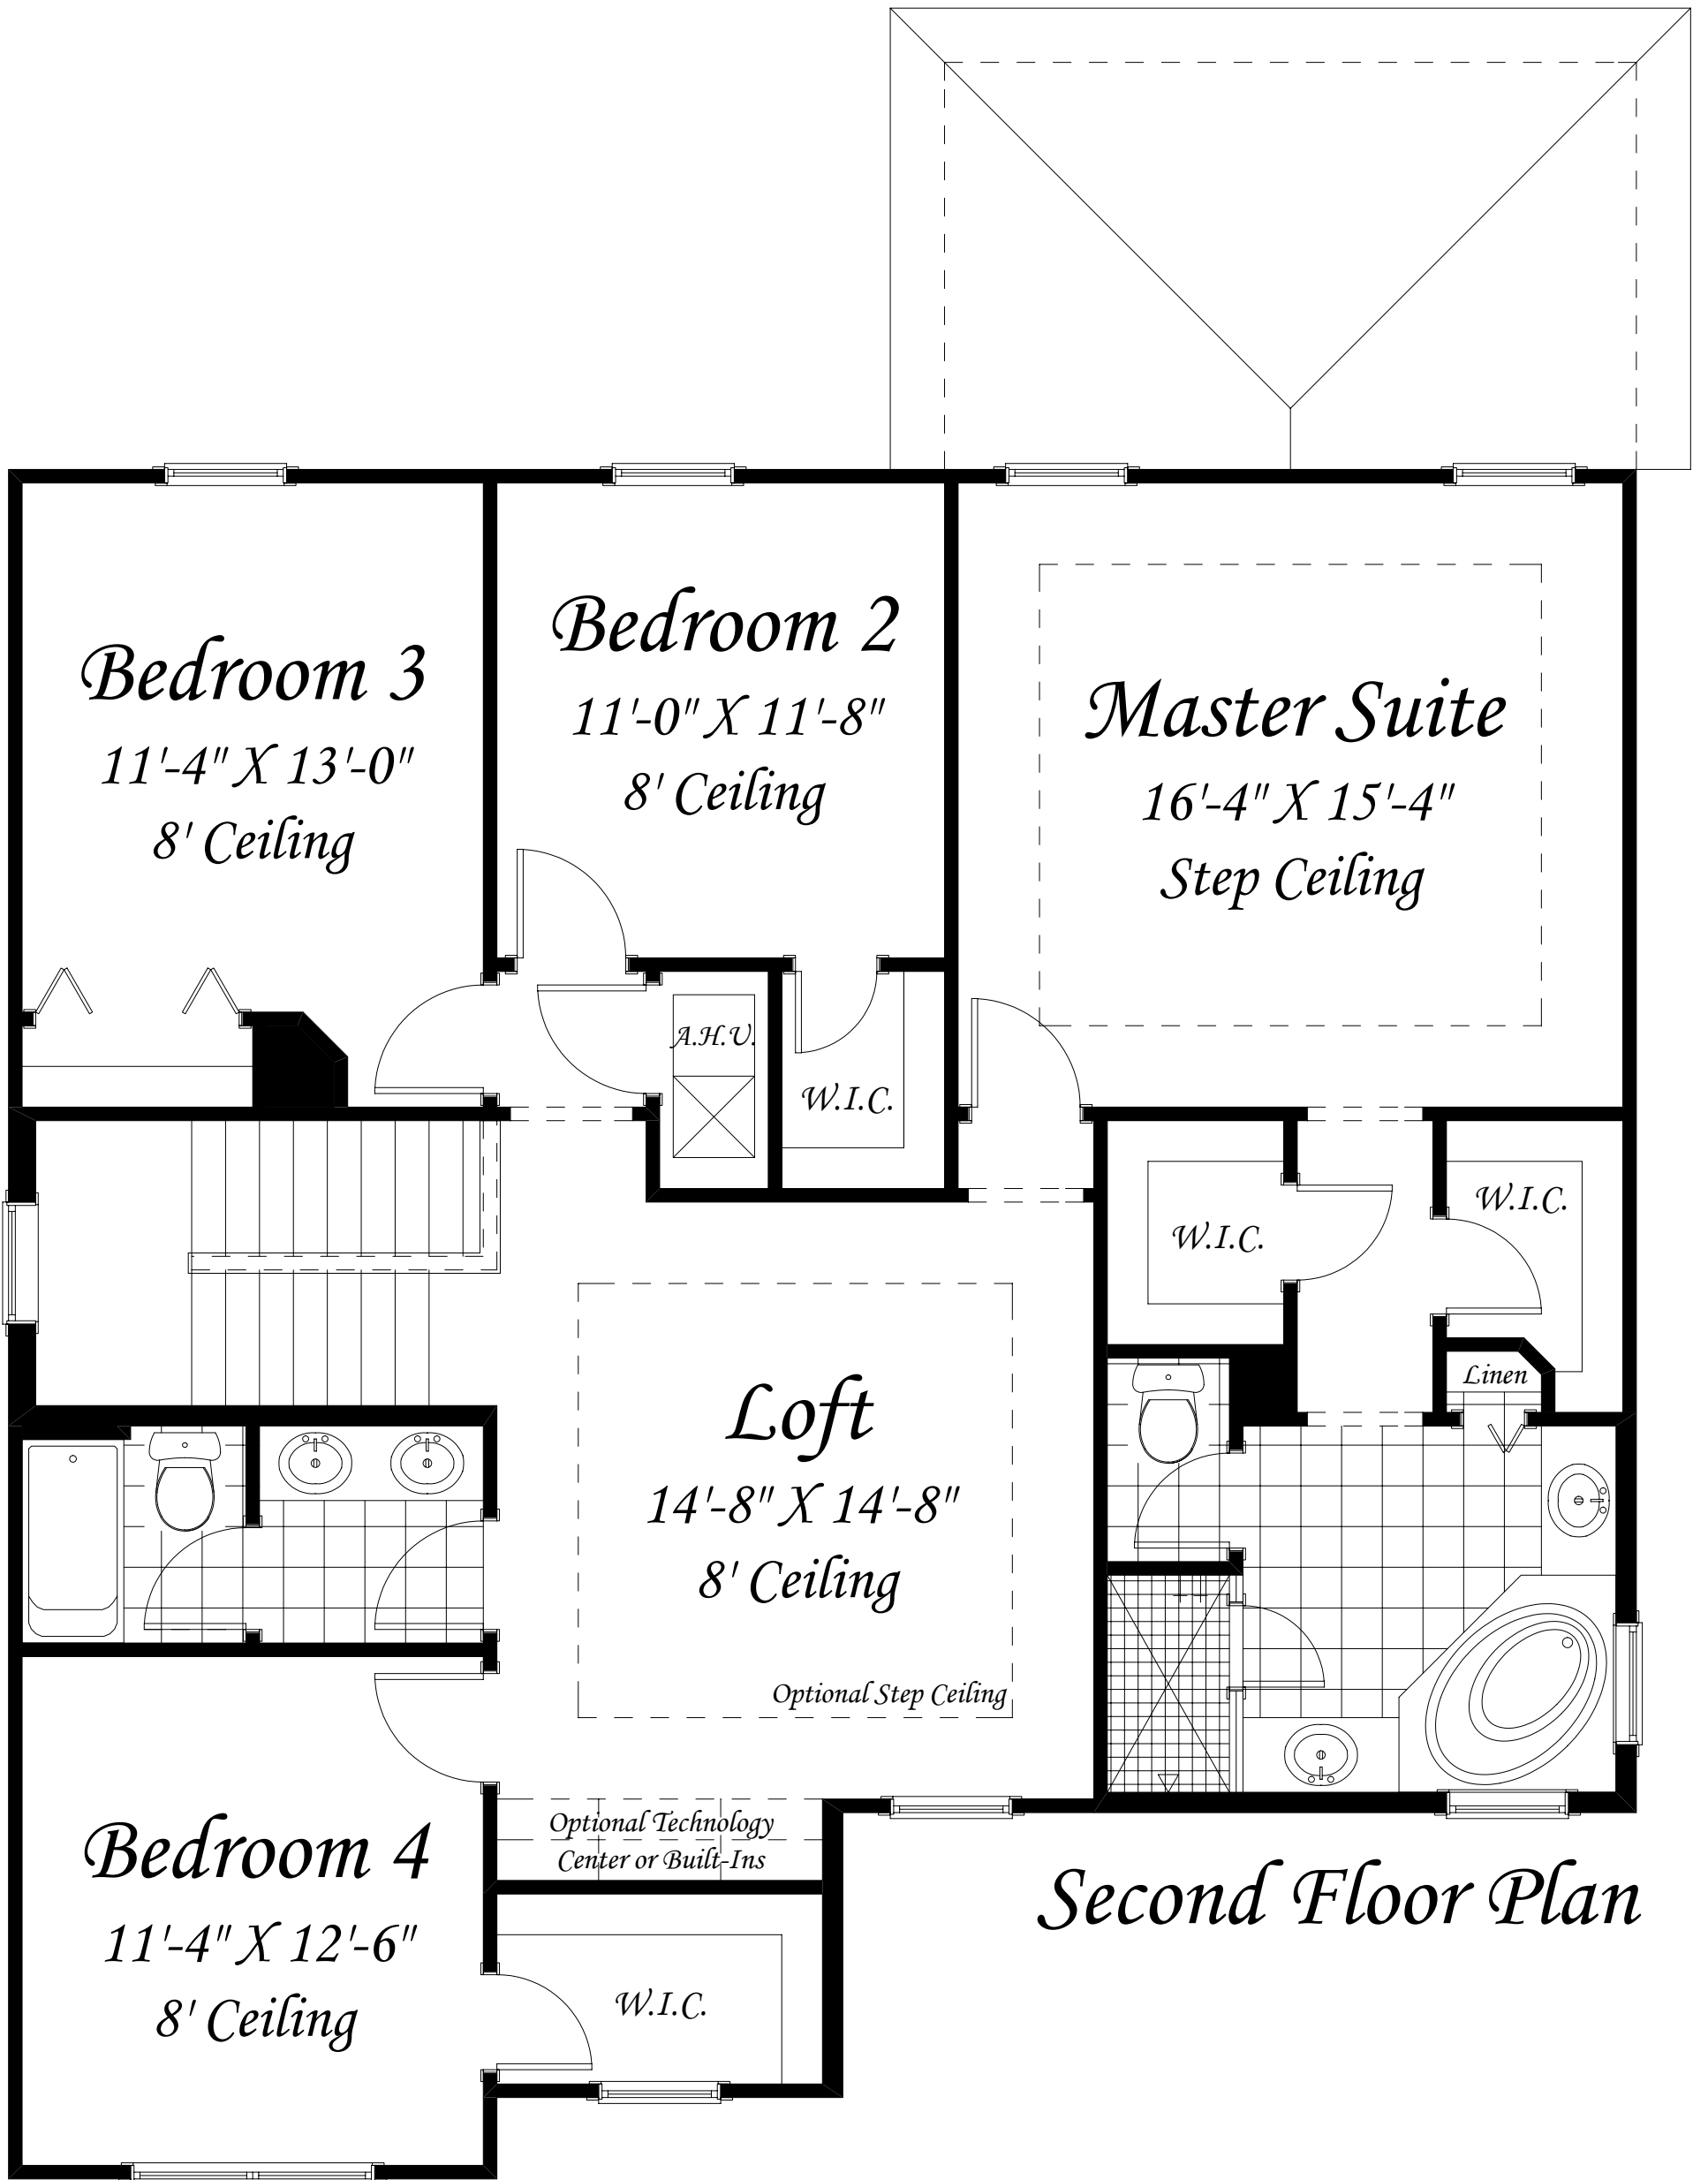 Bedroom 3
11'-4" X 13'-0"
8' Ceiling
Bedroom 2
11'-0" X 11'-8"
8' Ceiling
Master Suite
16'-4" X 15'-4"
Step Ceiling
A.H.U.
W.I.C.
W.I.C.
W.I.C.
Linen
Loft
14'-8" X 14'-8"
8' Ceiling
Optional Step Ceiling
Optional Technology
Center or Built-Ins
Bedroom 4
11'-4" X 12'-6"
8' Ceiling
W.I.C.
Second Floor Plan